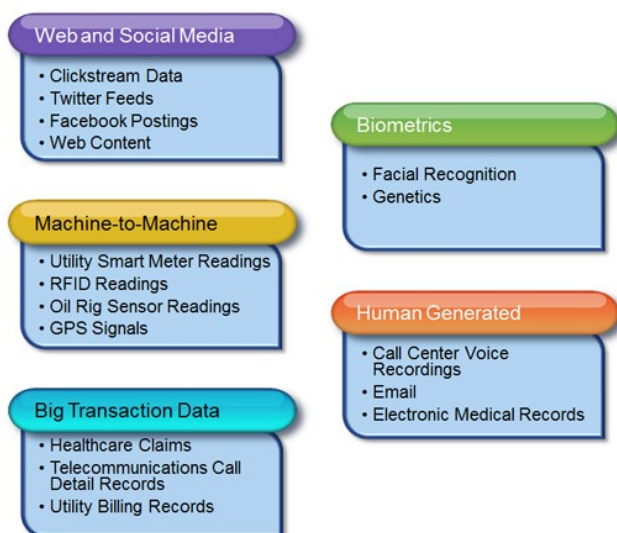 Web and Social Media
• Clickstream Data
• Twitter Feeds
• Facebook Postings
• Web Content
Machine-to-Machine
• Utility Smart Meter Readings
• RFID Readings
• Oil Rig Sensor Readings
• GPS Signals
Big Transaction Data
• Healthcare Claims
• Telecommunications Call
Detail Records
• Utility Billing Records
Biometrics
• Facial Recognition
• Genetics
Human Generated
• Call Center Voice
Recordings
• Email
• Electronic Medical Records